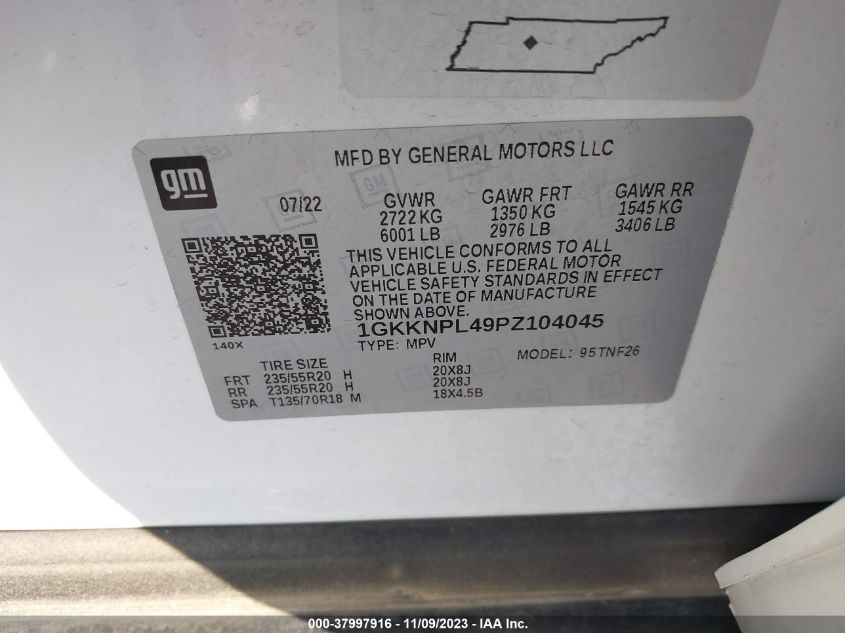 gm
MFD BY GENERAL MOTORS LLC
07/22
GVWR
2722 KG
6001 LB
GAWR FRT
1350 KG
2976 LB
GAWR RR
1545 KG
3406 LB
THIS VEHICLE CONFORMS TO ALL
APPLICABLE U.S. FEDERAL MOTOR
VEHICLE SAFETY STANDARDS IN EFFECT
ON THE DATE OF MANUFACTURE
SHOWN ABOVE.
1GKKNPL49PZ104045
140X
TYPE: MPV
MODEL: 95TNF26
TIRE SIZE
RIM
FRT 235/55R20 H 20X8J
RR 235/55R20 H 20X8J
SPA T135/70R18 M 18X4.5B
000-37997916 - 11/09/2023 - IAA Inc.